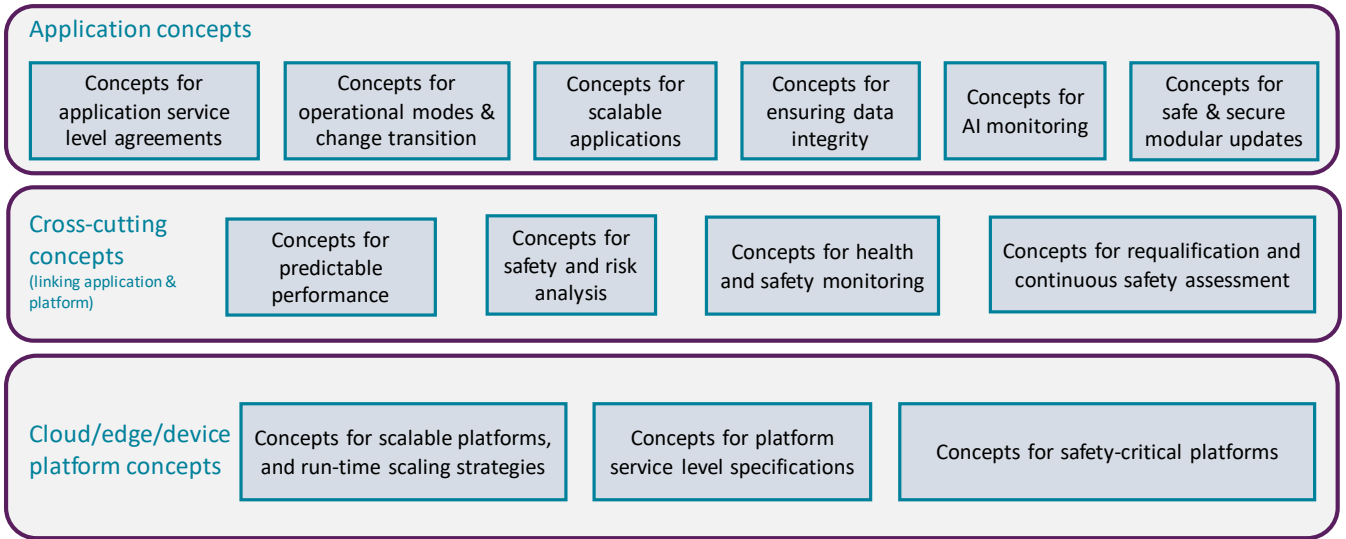 Application concepts
Concepts for
application service
level agreements
Concepts for
operational modes &
change transition
Concepts for
scalable
applications
Concepts for
ensuring data
integrity
Concepts for
AI monitoring
Concepts for
safe & secure
modular updates
Cross-cutting
concepts
(linking application &
platform)
Concepts for
predictable
performance
Concepts for
safety and risk
analysis
Concepts for health
and safety monitoring
Concepts for requalification and
continuous safety assessment
Cloud/edge/device
platform concepts
Concepts for scalable platforms,
and run-time scaling strategies
Concepts for platform
service level specifications
Concepts for safety-critical platforms